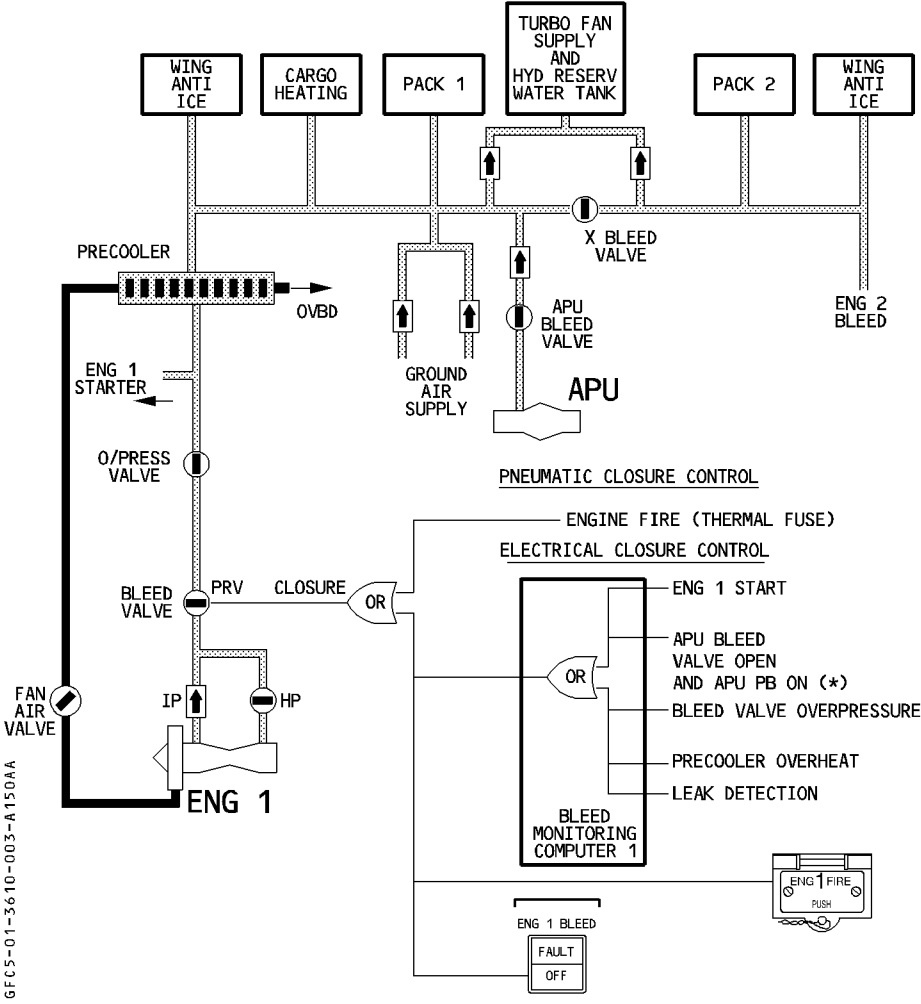 TURBO FAN
SUPPLY
AND
HYD RESERV
WATER TANK
WING
ANTI
ICE
CARGO
HEATING
PACK 1
PACK 2
WING
ANTI
ICE
X BLEED
VALVE
PRECOOLER
OVBD
ENG 2
BLEED
APU
BLEED
VALVE
GROUND
AIR
SUPPLY
APU
ENG 1
STARTER
O/PRESS
VALVE
PNEUMATIC CLOSURE CONTROL
ENGINE FIRE (THERMAL FUSE)
ELECTRICAL CLOSURE CONTROL
BLEED
VALVE
PRV
CLOSURE
OR
ENG 1 START
APU BLEED
VALVE OPEN
AND APU PB ON (*)
OR
BLEED VALVE OVERPRESSURE
PRECOOLER OVERHEAT
LEAK DETECTION
BLEED
MONITORING
COMPUTER 1
FAN
AIR
VALVE
IP
HP
ENG 1
ENG 1 FIRE
PUSH
ENG 1 BLEED
FAULT
OFF
GFC5-01-3610-003-A150AA